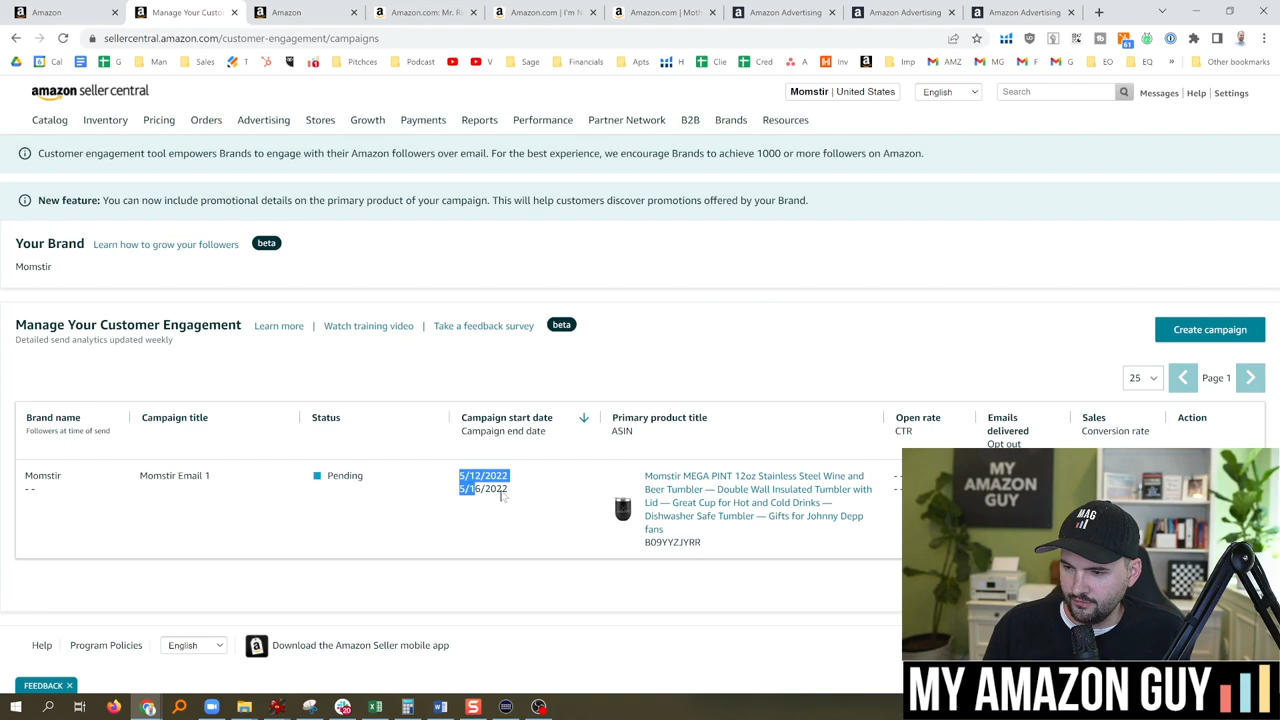 Amazon
Manage Your Custo
Amazon
Amazon.com: Mr. R
Amazon.com | I'm N
Amazon.com | Moth
Amazon Advertising
Amazon Advertising
Amazon Advertising
sellercentral.amazon.com/customer-engagement/campaigns
61
Cal
G
Man
Sales
T
Pitchces
Podcast
V
Sage
Financials
Apts
H
Clie
Cred
A
Inv
Imp
AMZ
MG
F
G
EO
EQ
»
Other bookmarks
amazon seller central
Momstir | United States
English
Search
Messages | Help | Settings
Catalog
Inventory
Pricing
Orders
Advertising
Stores
Growth
Payments
Reports
Performance
Partner Network
B2B
Brands
Resources
Customer engagement tool empowers Brands to engage with their Amazon followers over email. For the best experience, we encourage Brands to achieve 1000 or more followers on Amazon.
New feature: You can now include promotional details on the primary product of your campaign. This will help customers discover promotions offered by your Brand.
Your Brand Learn how to grow your followers beta
Momstir
Manage Your Customer Engagement Learn more | Watch training video | Take a feedback survey beta
Detailed send analytics updated weekly
Create campaign
25
Page 1
Brand name
Followers at time of send
Campaign title
Status
Campaign start date
Campaign end date
Primary product title
ASIN
Open rate
CTR
Emails
delivered
Opt out
Sales
Conversion rate
Action
Momstir
- -
Momstir Email 1
Pending
5/12/2022
5/16/2022
Momstir MEGA PINT 12oz Stainless Steel Wine and
Beer Tumbler — Double Wall Insulated Tumbler with
Lid — Great Cup for Hot and Cold Drinks —
Dishwasher Safe Tumbler — Gifts for Johnny Depp
fans
B09YYZJYRR
- -
- -
MY
AMAZON
GUY
MAG
Help
Program Policies
English
Download the Amazon Seller mobile app
FEEDBACK
20
MY AMAZON GUY